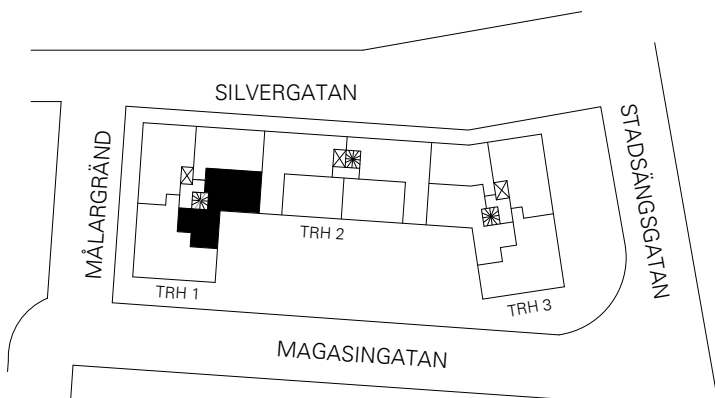 SILVERGATAN
STADSÄNGSGATAN
MÅLARGRÄND
TRH 2
TRH 1
TRH 3
MAGASINGATAN